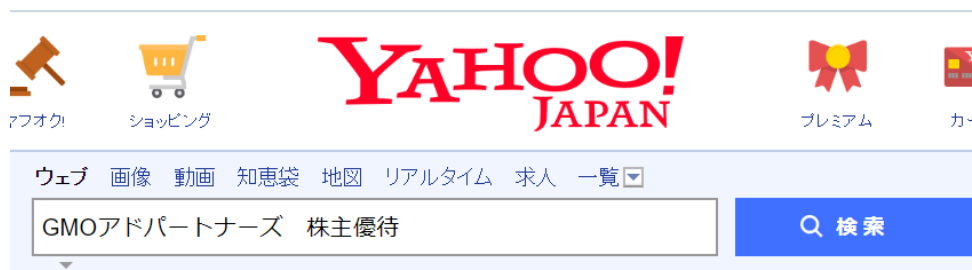 YAHOO!
JAPAN
ヤフオク!
ショッピング
プレミアム
カー
ウェブ 画像 動画 知恵袋 地図 リアルタイム 求人 一覧
GMOアドパートナーズ 株主優待
検索